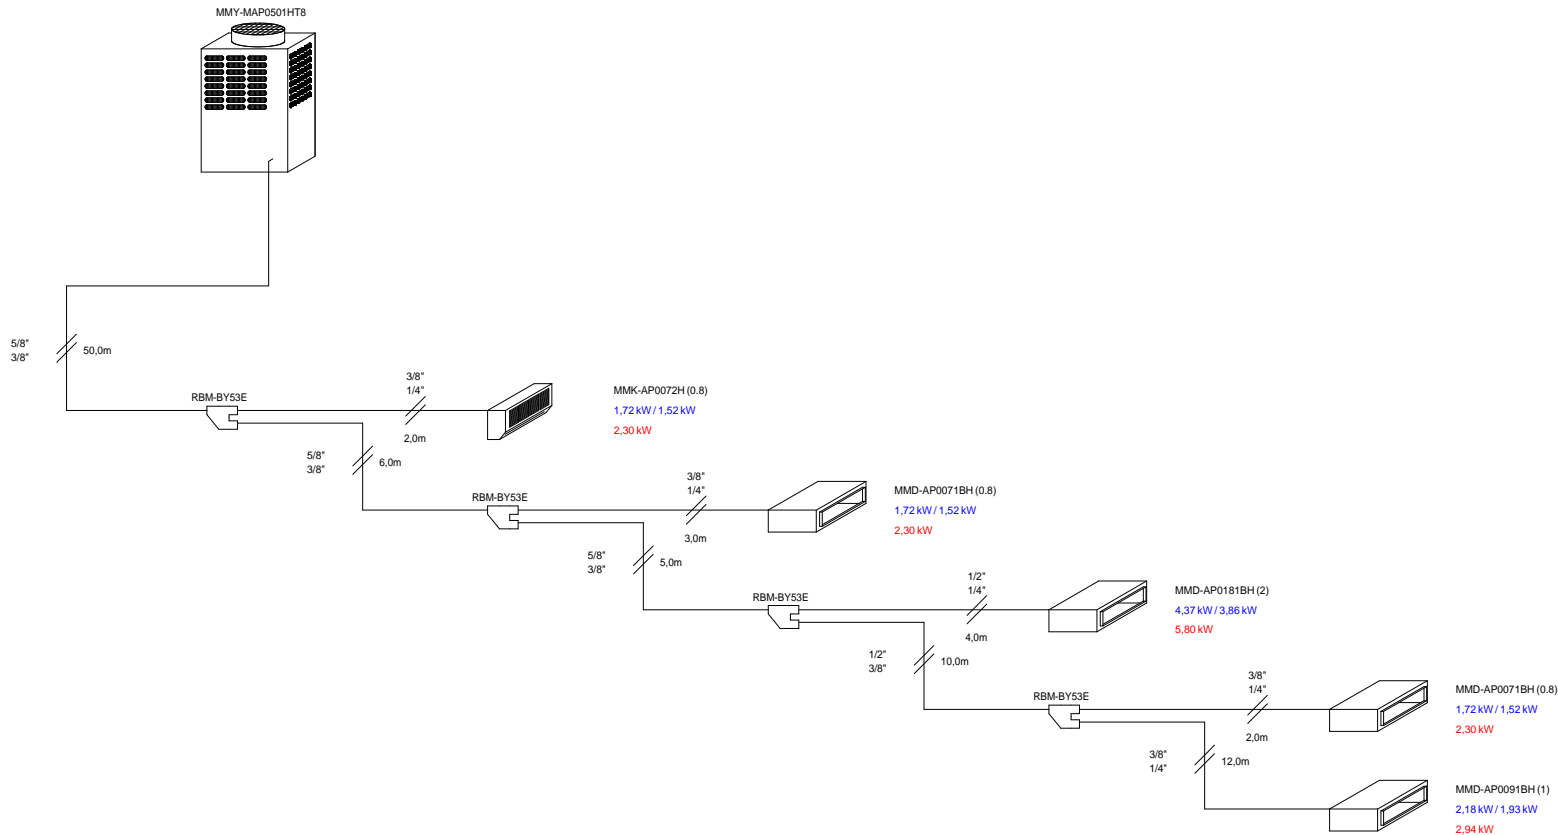 MMY-MAP0501HT8
5/8"
3/8"
50,0m
RBM-BY53E
3/8"
1/4"
2,0m
MMK-AP0072H (0.8)
1,72 kW / 1,52 kW
2,30 kW
5/8"
3/8"
6,0m
RBM-BY53E
3/8"
1/4"
3,0m
MMD-AP0071BH (0.8)
1,72 kW / 1,52 kW
2,30 kW
5/8"
3/8"
5,0m
RBM-BY53E
1/2"
1/4"
4,0m
MMD-AP0181BH (2)
4,37 kW / 3,86 kW
5,80 kW
1/2"
3/8"
10,0m
RBM-BY53E
3/8"
1/4"
2,0m
MMD-AP0071BH (0.8)
1,72 kW / 1,52 kW
2,30 kW
3/8"
1/4"
12,0m
MMD-AP0091BH (1)
2,18 kW / 1,93 kW
2,94 kW